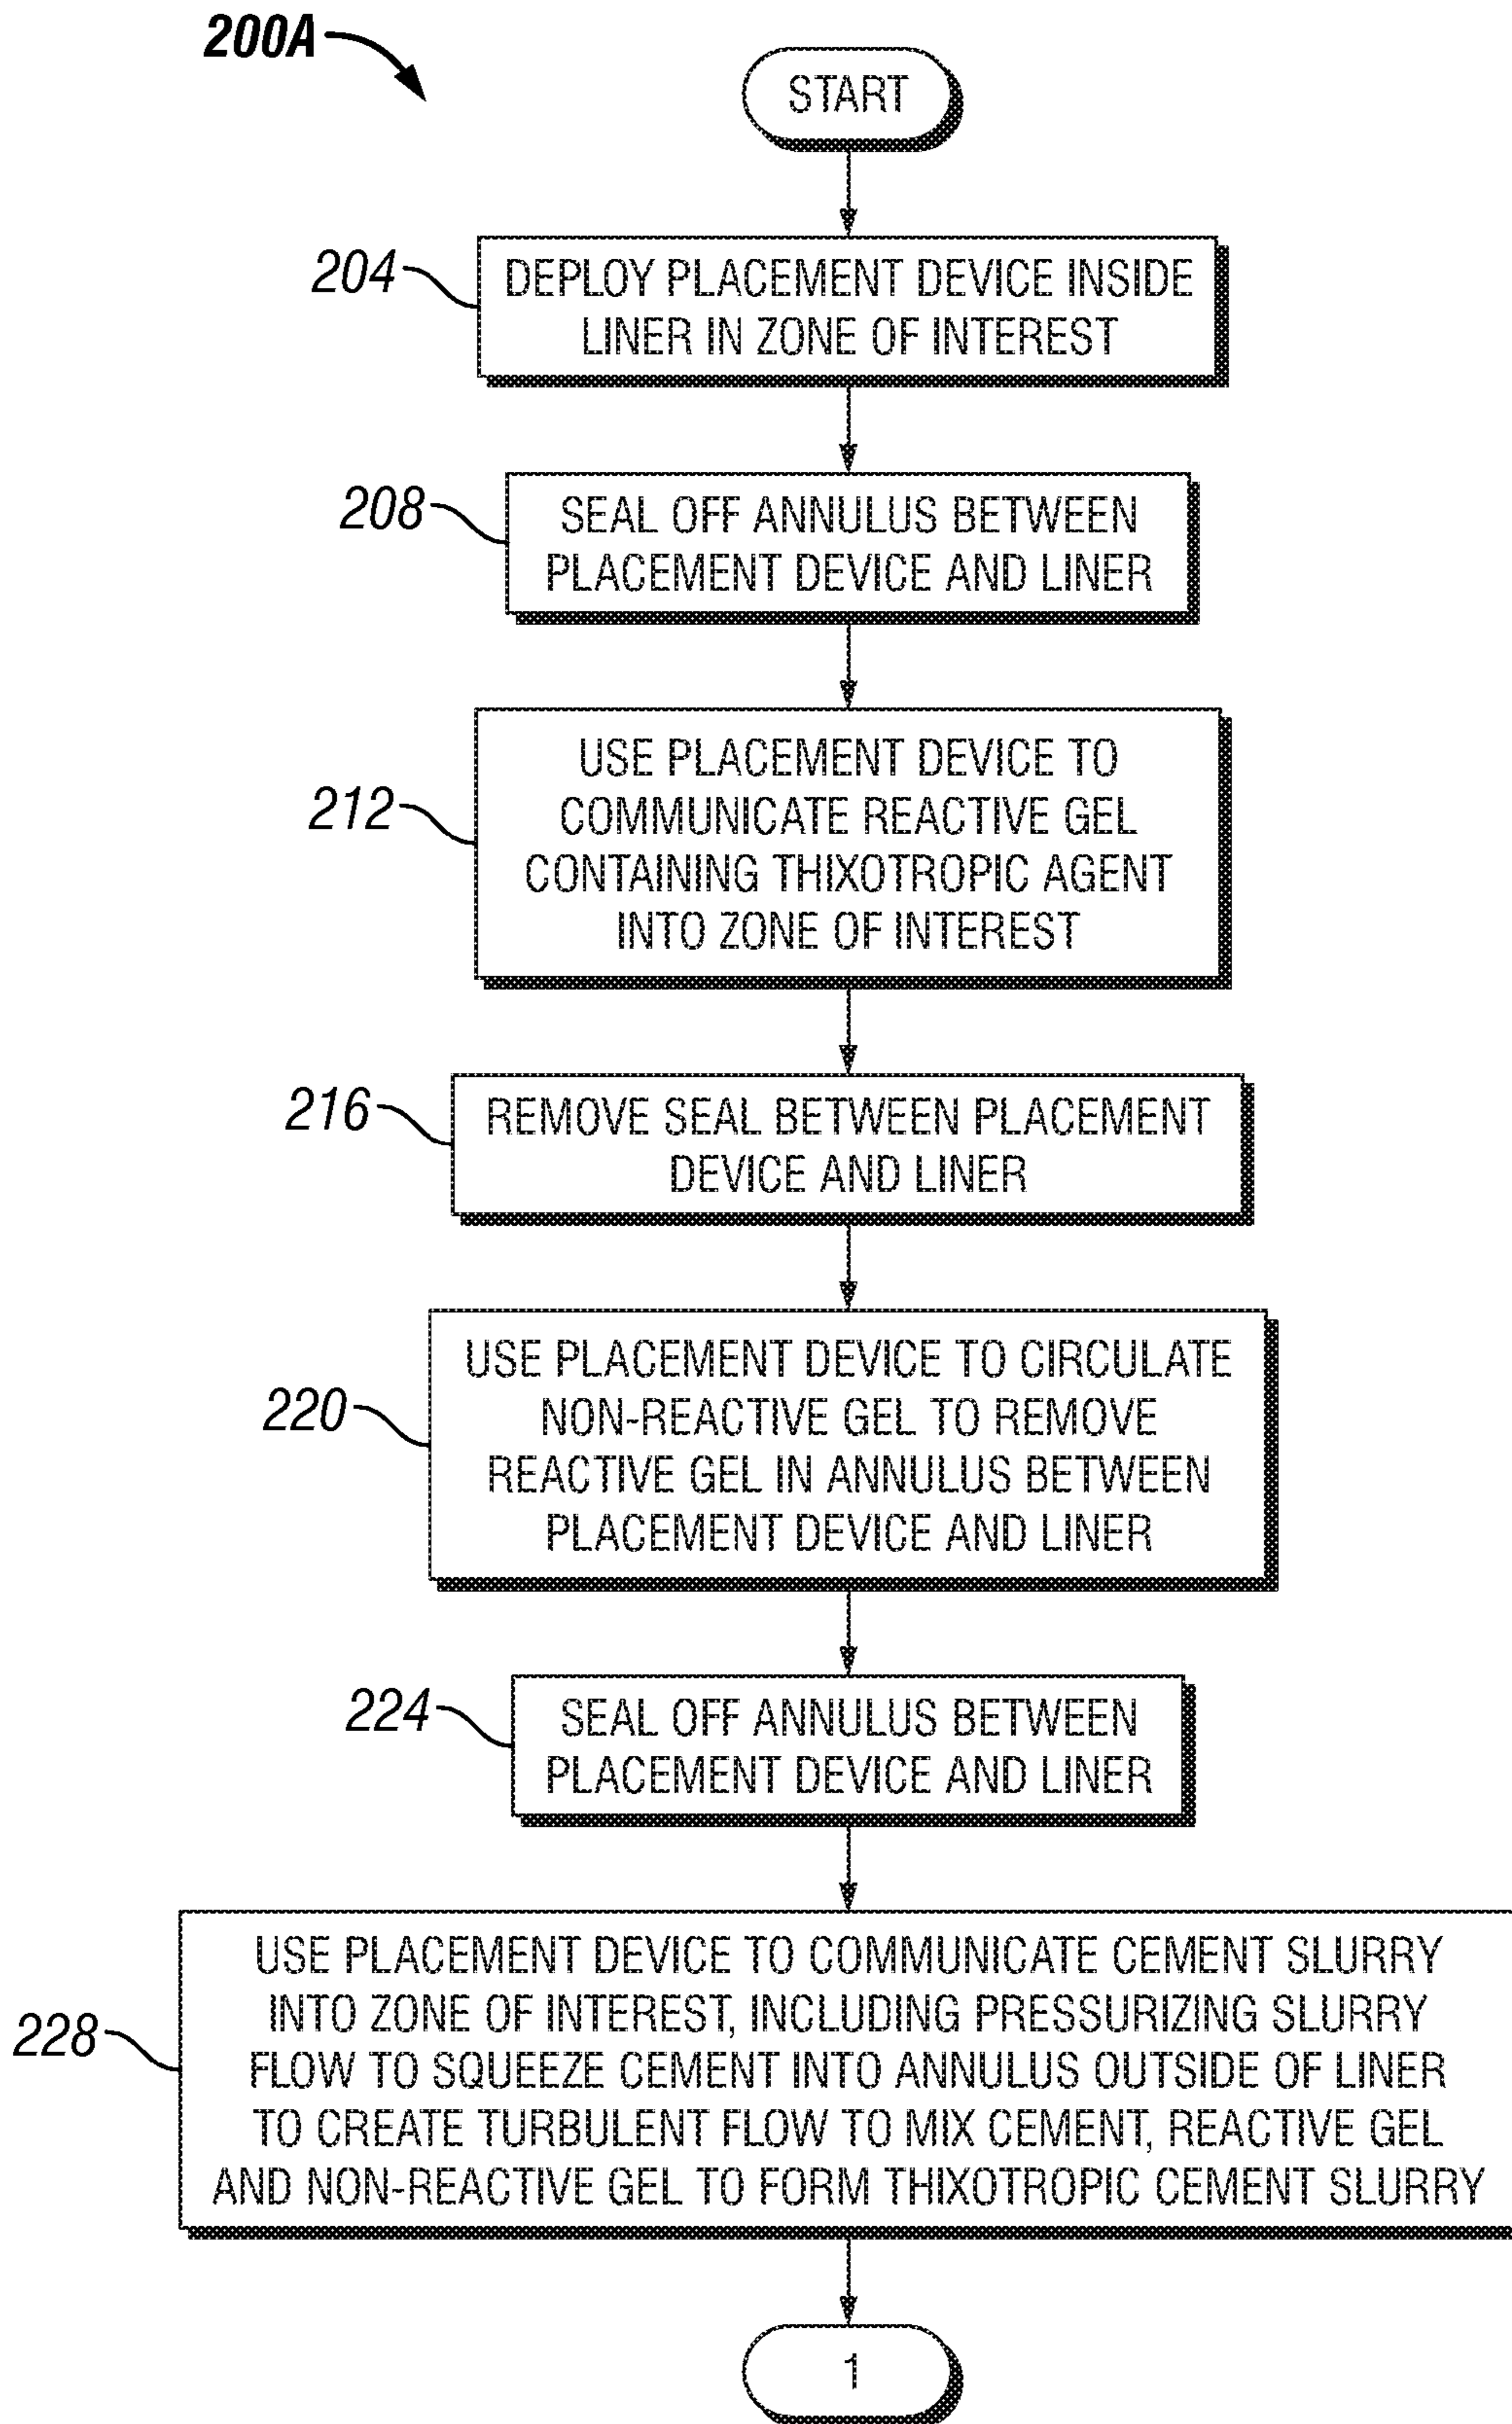 200A
START
204
DEPLOY PLACEMENT DEVICE INSIDE
LINER IN ZONE OF INTEREST
208
SEAL OFF ANNULUS BETWEEN
PLACEMENT DEVICE AND LINER
212
USE PLACEMENT DEVICE TO
COMMUNICATE REACTIVE GEL
CONTAINING THIXOTROPIC AGENT
INTO ZONE OF INTEREST
216
REMOVE SEAL BETWEEN PLACEMENT
DEVICE AND LINER
220
USE PLACEMENT DEVICE TO CIRCULATE
NON-REACTIVE GEL TO REMOVE
REACTIVE GEL IN ANNULUS BETWEEN
PLACEMENT DEVICE AND LINER
224
SEAL OFF ANNULUS BETWEEN
PLACEMENT DEVICE AND LINER
228
USE PLACEMENT DEVICE TO COMMUNICATE CEMENT SLURRY
INTO ZONE OF INTEREST, INCLUDING PRESSURIZING SLURRY
FLOW TO SQUEEZE CEMENT INTO ANNULUS OUTSIDE OF LINER
TO CREATE TURBULENT FLOW TO MIX CEMENT, REACTIVE GEL
AND NON-REACTIVE GEL TO FORM THIXOTROPIC CEMENT SLURRY
1